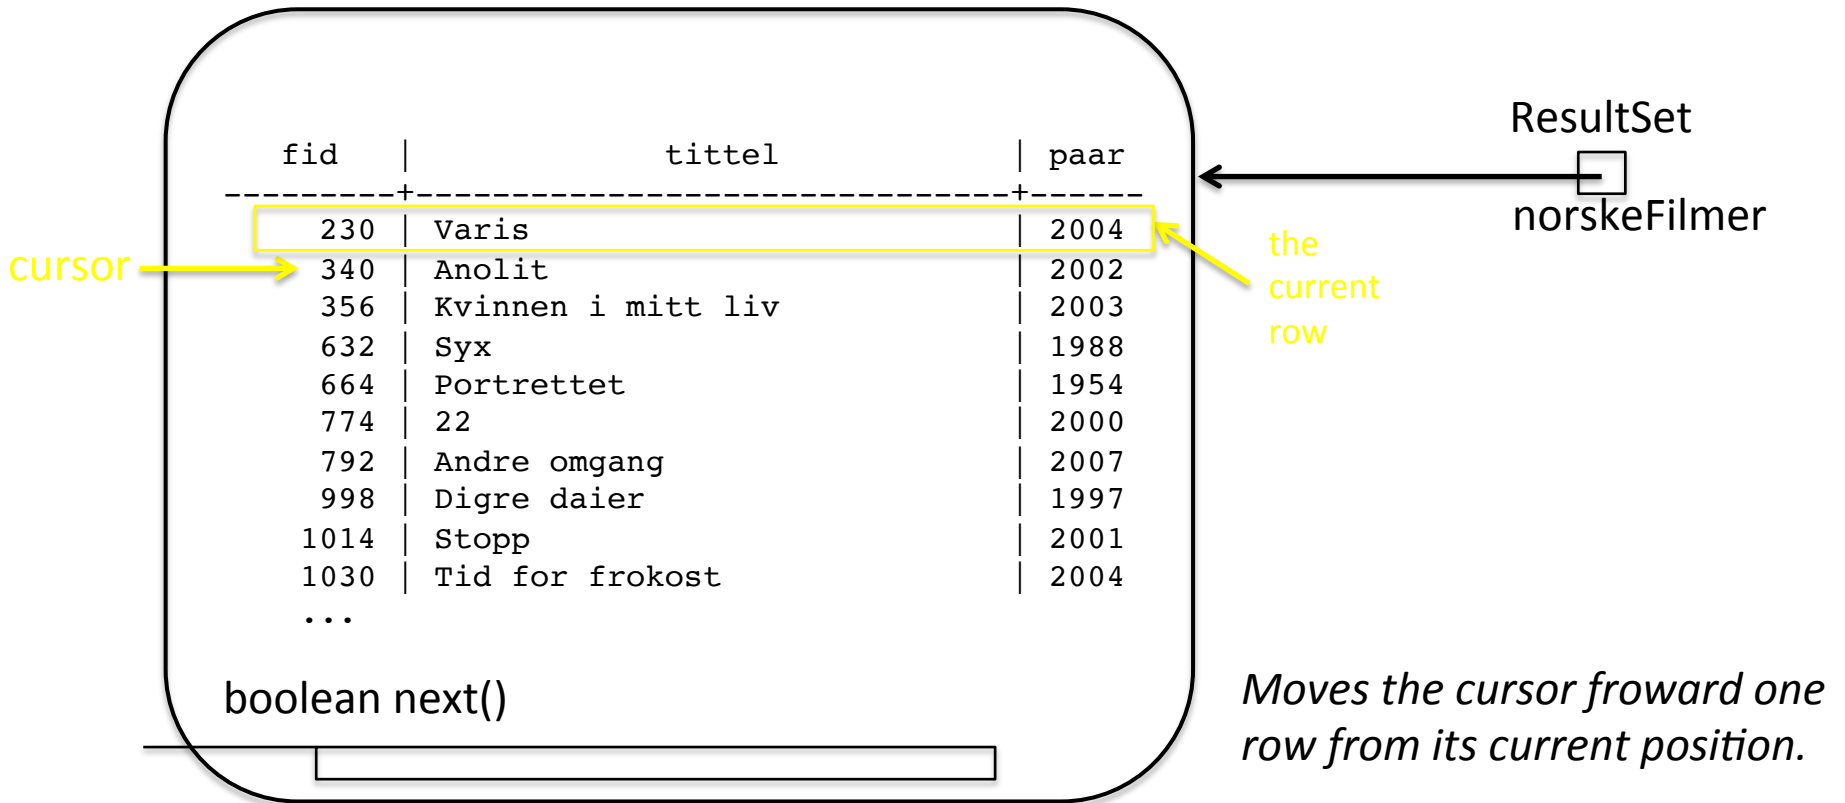 ResultSet
norskeFilmer
fid | tittel | paar
---------+-------------------------------+------
230 | Varis | 2004
340 | Anolit | 2002
356 | Kvinnen i mitt liv | 2003
632 | Syx | 1988
664 | Portrettet | 1954
774 | 22 | 2000
792 | Andre omgang | 2007
998 | Digre daier | 1997
1014 | Stopp | 2001
1030 | Tid for frokost | 2004
...
cursor
the
current
row
boolean next()
Moves the cursor froward one
row from its current position.